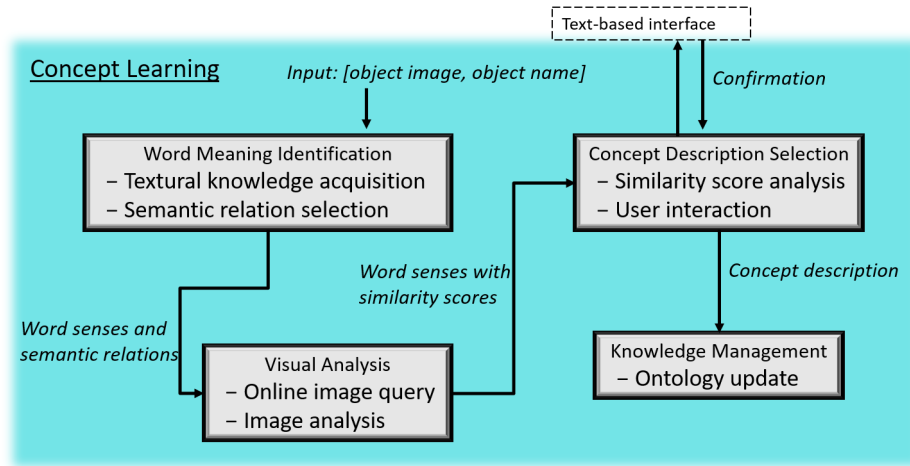 Text-based interface
Concept Learning
Input: [object image, object name]
Confirmation
Word Meaning Identification
– Textural knowledge acquisition
– Semantic relation selection
Concept Description Selection
– Similarity score analysis
– User interaction
Word senses with
similarity scores
Concept description
Word senses and
semantic relations
Visual Analysis
– Online image query
– Image analysis
Knowledge Management
– Ontology update